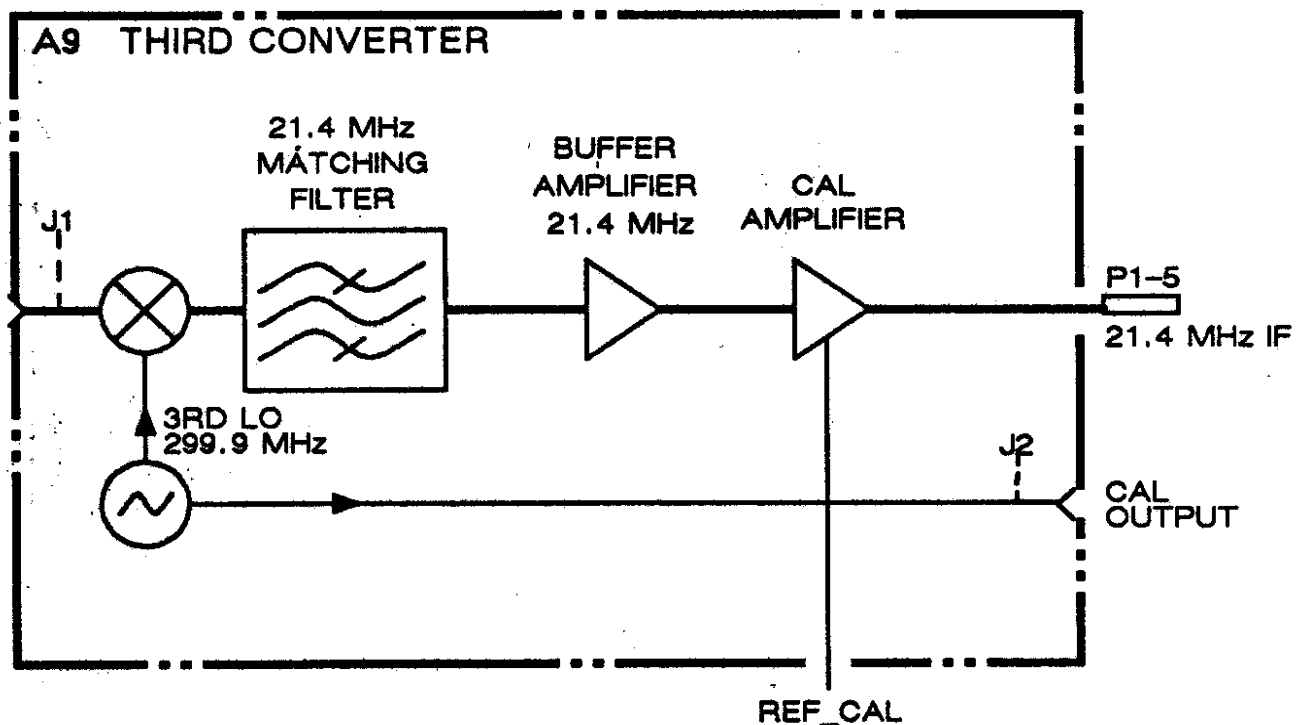 A9 THIRD CONVERTER
21.4 MHz
MATCHING
FILTER
BUFFER
AMPLIFIER
21.4 MHz
CAL
AMPLIFIER
J1
P1-5
21.4 MHz IF
3RD LO
299.9 MHz
J2
CAL
OUTPUT
REF_CAL